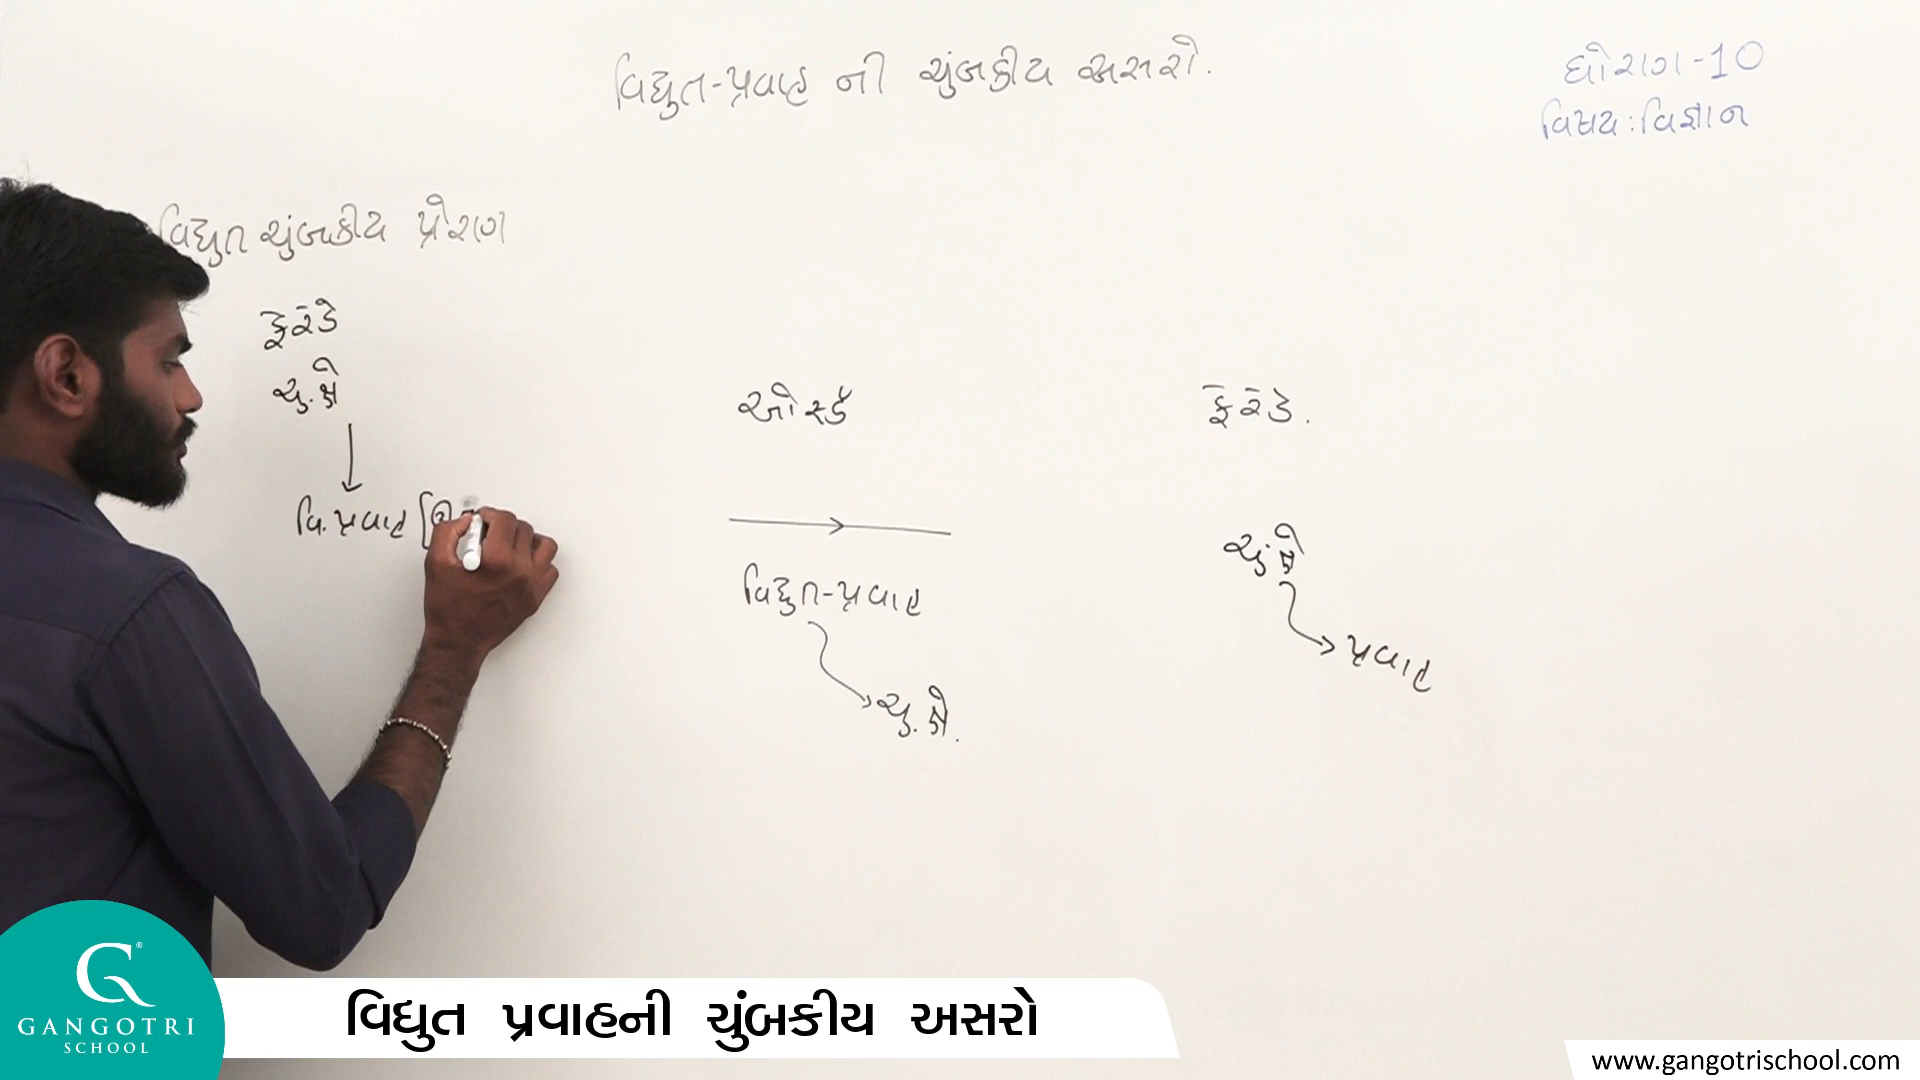 વિદ્યુત-પ્રવાહ ની ચુંબકીય અસરો.
ધોરણ-10
વિષય:વિજ્ઞાન
વિદ્યુત ચુંબકીય પ્રેરણ
ફેરેડે
ચુ.ક્ષે
વિ.પ્રવાહ
ઓર્સ્ટેડ
વિદ્યુત-પ્રવાહ
ચુ.ક્ષે.
ફેરેડે.
ચું ક્ષે
પ્રવાહ
G®
GANGOTRI
SCHOOL
વિદ્યુત પ્રવાહની ચુંબકીય અસરો
www.gangotrischool.com